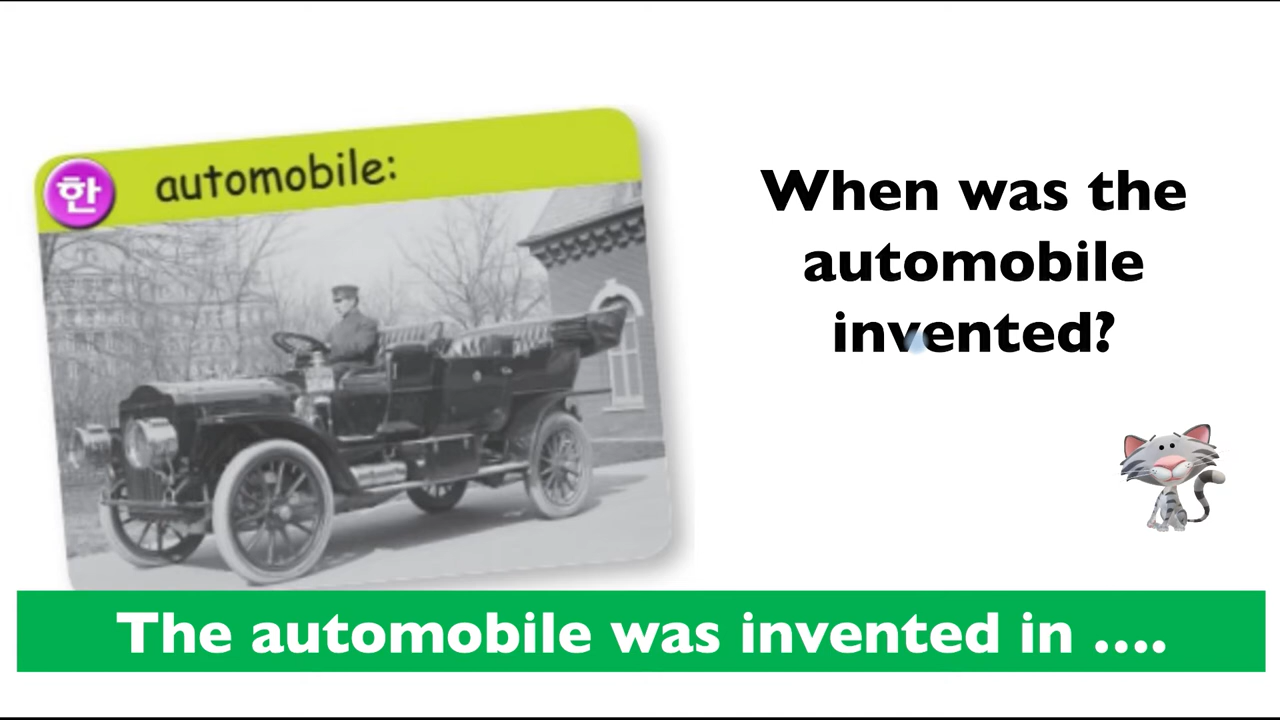 한 automobile:
When was the
automobile
invented?
The automobile was invented in ....